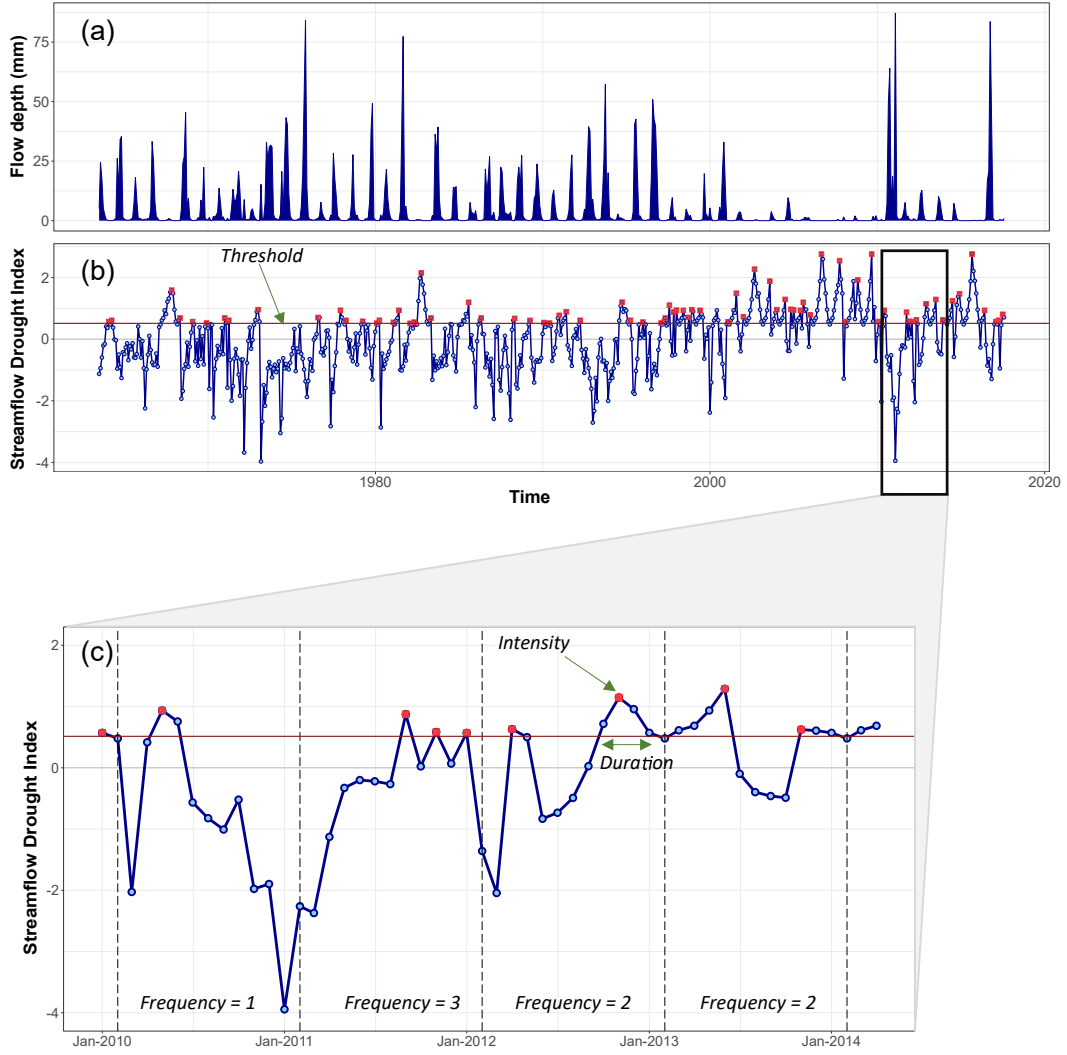 (a)
Flow depth (mm)
75
50
25
0
(b)
Threshold
Streamflow Drought Index
2
0
-2
-4
1980
2000
2020
Time
(c)
Intensity
Duration
Streamflow Drought Index
2
0
-2
-4
Frequency = 1
Frequency = 3
Frequency = 2
Frequency = 2
Jan-2010
Jan-2011
Jan-2012
Jan-2013
Jan-2014